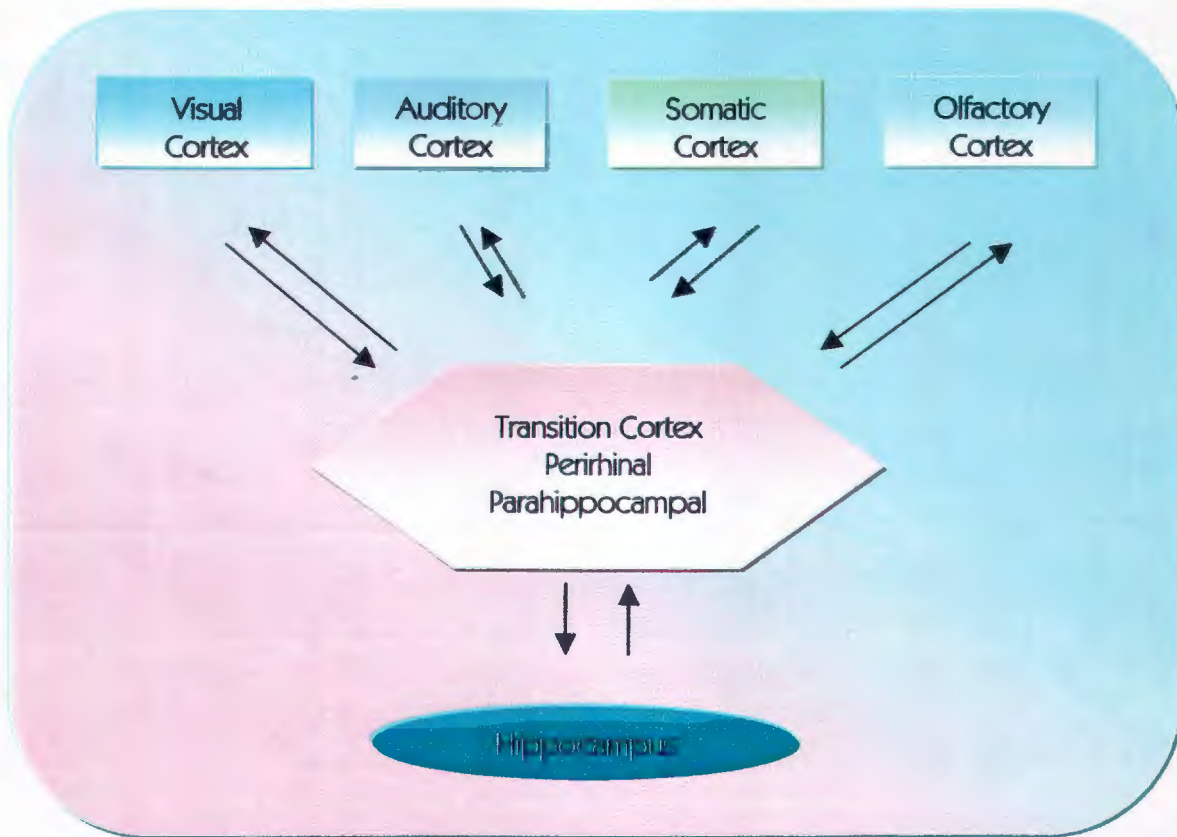 Visual
Cortex
Auditory
Cortex
Somatic
Cortex
Olfactory
Cortex
Transition Cortex
Perirhinal
Parahippocampal
Hippocampus